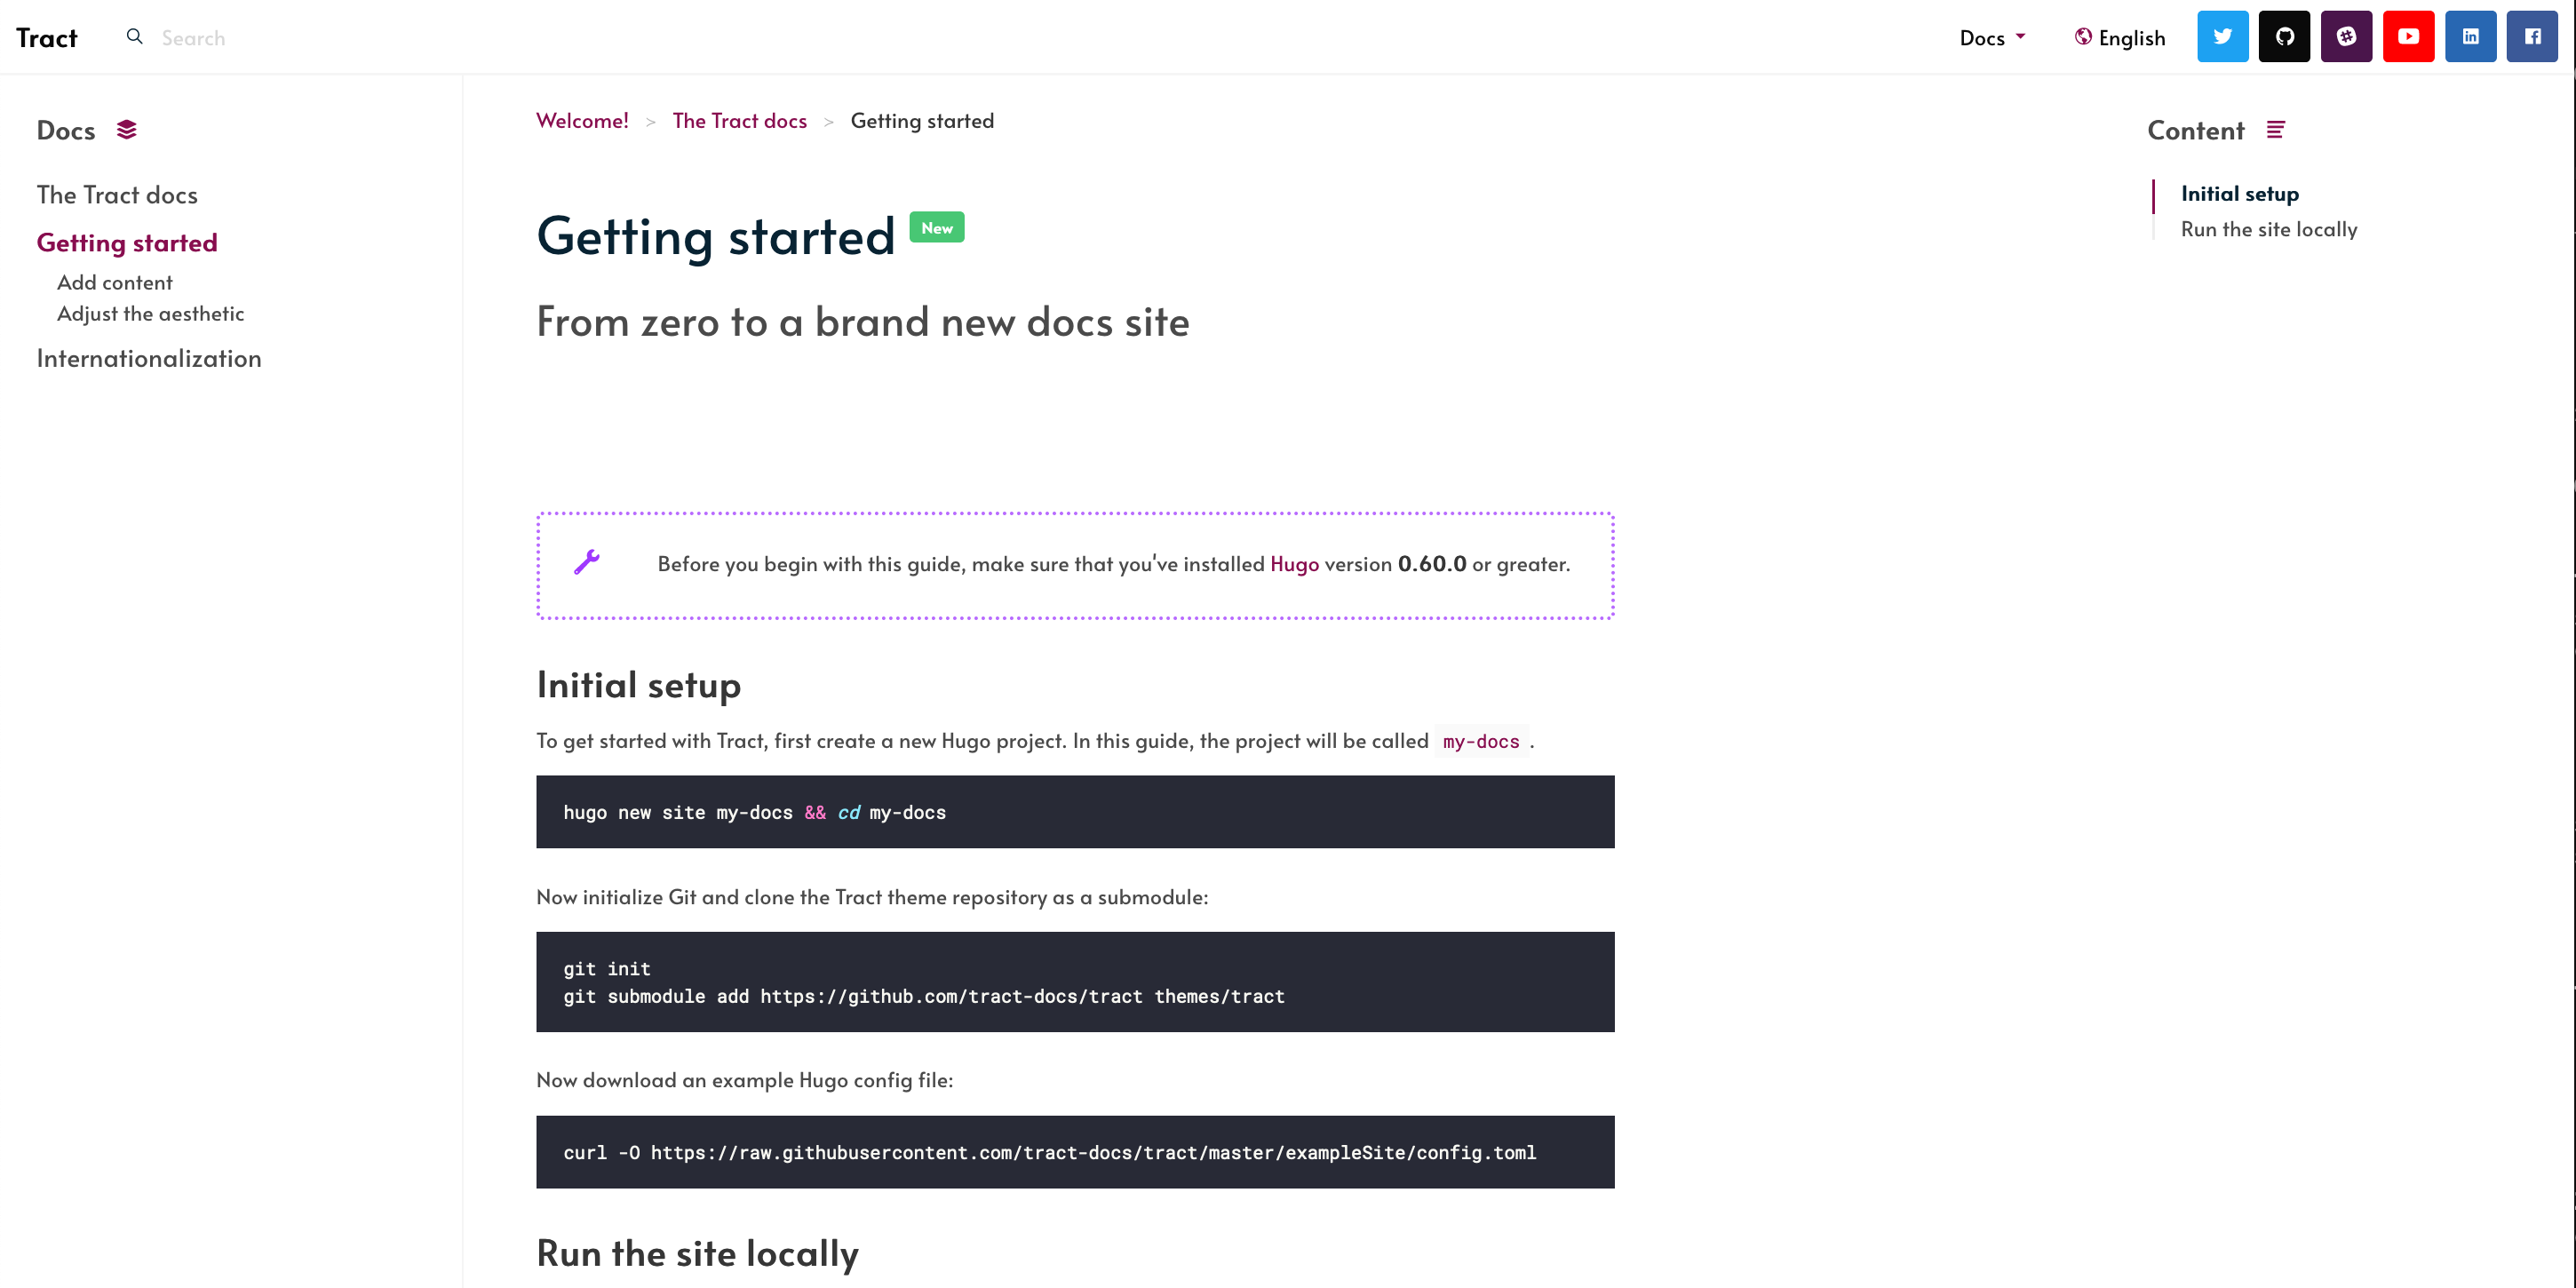 Tract
Search
Docs
English
Docs
The Tract docs
Getting started
Add content
Adjust the aesthetic
Internationalization
Welcome! > The Tract docs > Getting started
Getting started New
From zero to a brand new docs site
Before you begin with this guide, make sure that you've installed Hugo version 0.60.0 or greater.
Initial setup
To get started with Tract, first create a new Hugo project. In this guide, the project will be called my-docs .
hugo new site my-docs && cd my-docs
Now initialize Git and clone the Tract theme repository as a submodule:
git init
git submodule add https://github.com/tract-docs/tract themes/tract
Now download an example Hugo config file:
curl -O https://raw.githubusercontent.com/tract-docs/tract/master/exampleSite/config.toml
Run the site locally
Content
Initial setup
Run the site locally